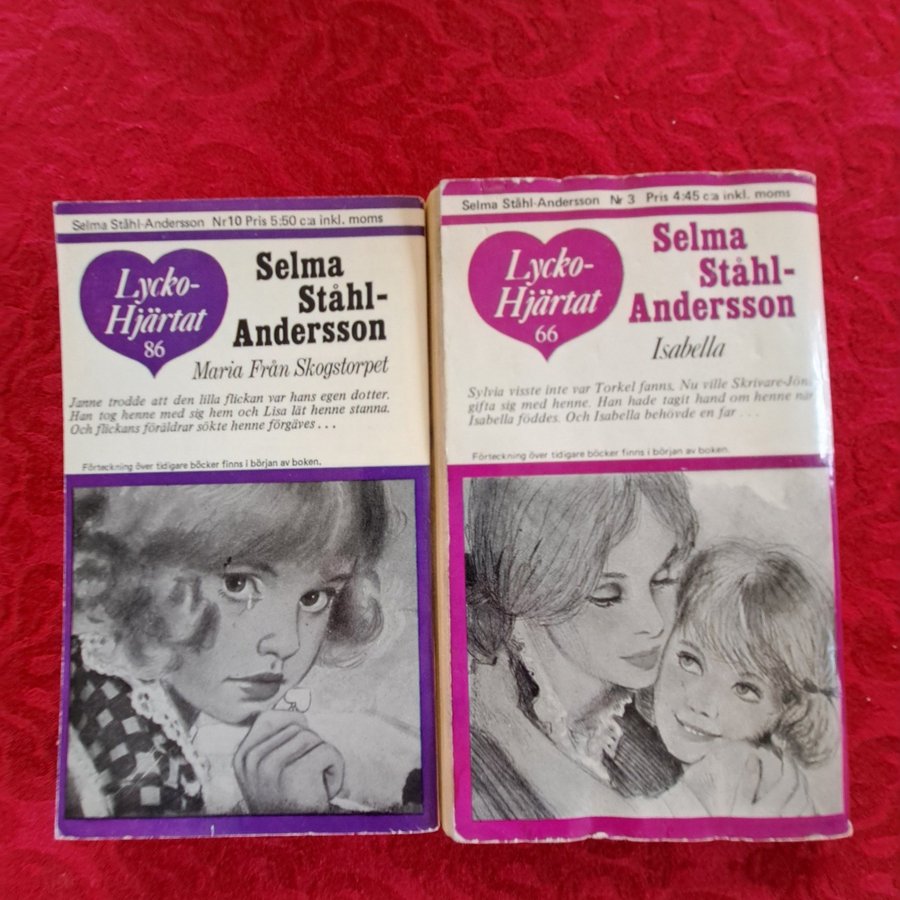 Selma Ståhl-Andersson Nr 10 Pris 5:50 c:a inkl. moms
Lycko-
Hjärtat
86
Selma
Ståhl-
Andersson
Maria Från Skogstorpet
Janne trodde att den lilla flickan var hans egen dotter.
Han tog henne med sig hem och Lisa lät henne stanna.
Och flickans föräldrar sökte henne förgäves . . .
Förteckning över tidigare böcker finns i början av boken.
Selma Ståhl-Andersson Nr 3 Pris 4:45 c:a inkl. moms
Lycko-
Hjärtat
66
Selma
Ståhl-
Andersson
Isabella
Sylvia visste inte var Torkel fanns. Nu ville Skrivare-Jöns
gifta sig med henne. Han hade tagit hand om henne när
Isabella föddes. Och Isabella behövde en far . . .
Förteckning över tidigare böcker finns i början av boken.